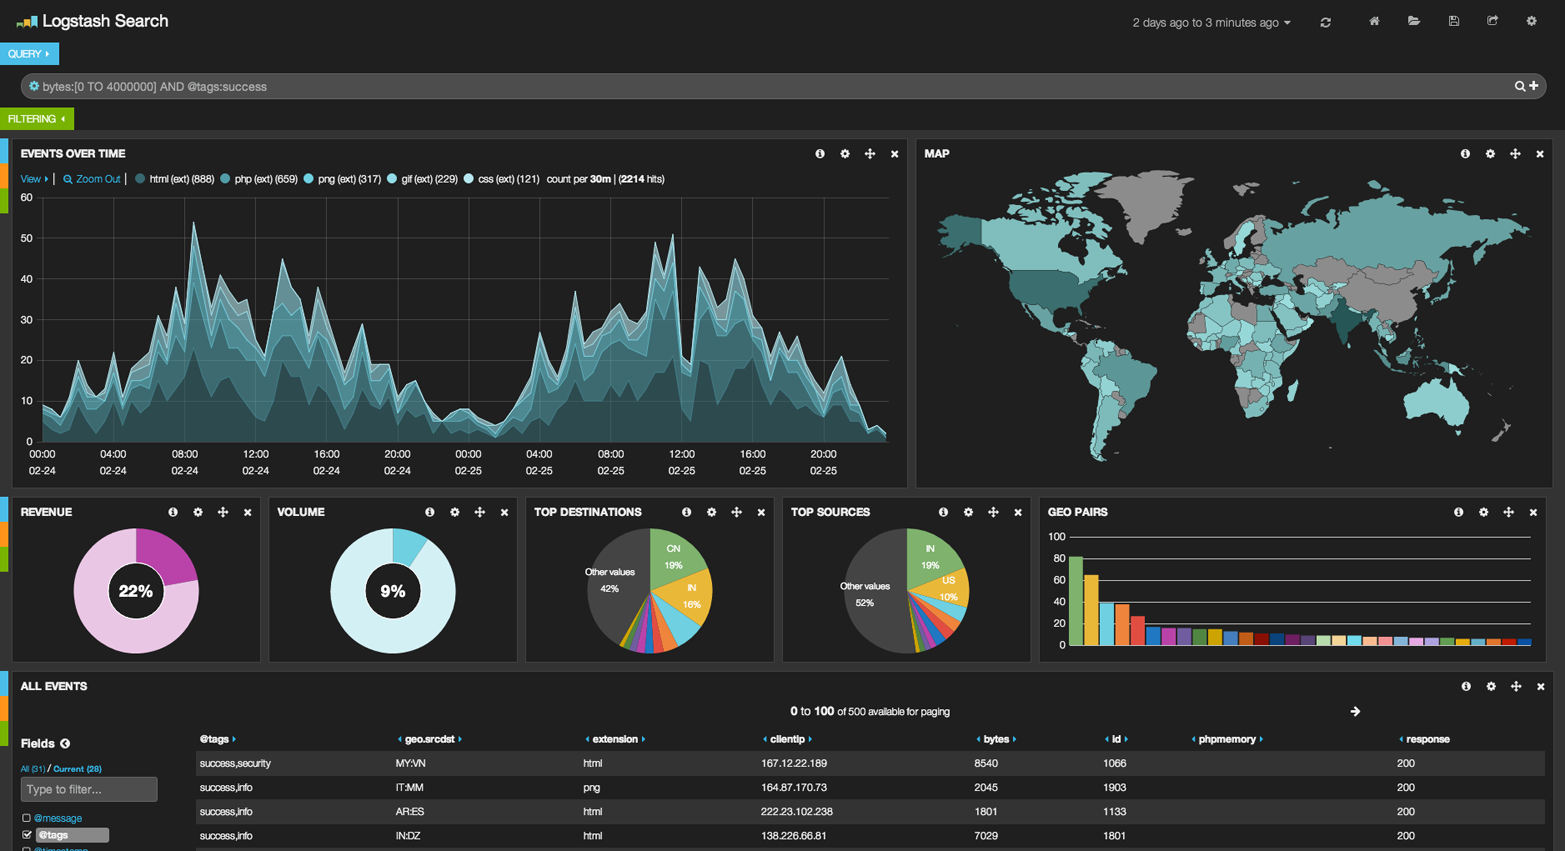 Logstash Search
2 days ago to 3 minutes ago
QUERY
bytes:[0 TO 4000000] AND @tags:success
FILTERING
EVENTS OVER TIME
View | Zoom Out | html (ext) (888) php (ext) (659) png (ext) (317) gif (ext) (229) css (ext) (121) count per 30m | (2214 hits)
60
50
40
30
20
10
0
00:00 04:00 08:00 12:00 16:00 20:00 00:00 04:00 08:00 12:00 16:00 20:00
02-24 02-24 02-24 02-24 02-24 02-24 02-25 02-25 02-25 02-25 02-25 02-25
MAP
REVENUE
22%
VOLUME
9%
TOP DESTINATIONS
CN
19%
IN
16%
Other values
42%
TOP SOURCES
IN
19%
US
10%
Other values
52%
GEO PAIRS
100
80
60
40
20
0
ALL EVENTS
0 to 100 of 500 available for paging
Fields
All (31) / Current (28)
Type to filter...
@message
@tags
@timestamp
@tags geo.srcdst extension clientip bytes id phpmemory response
success,security MY:VN html 167.12.22.189 8540 1066 200
success,info IT:MM png 164.87.170.73 2045 1903 200
success,info AR:ES html 222.23.102.238 1801 1133 200
success,info IN:DZ html 138.226.66.81 7029 1801 200